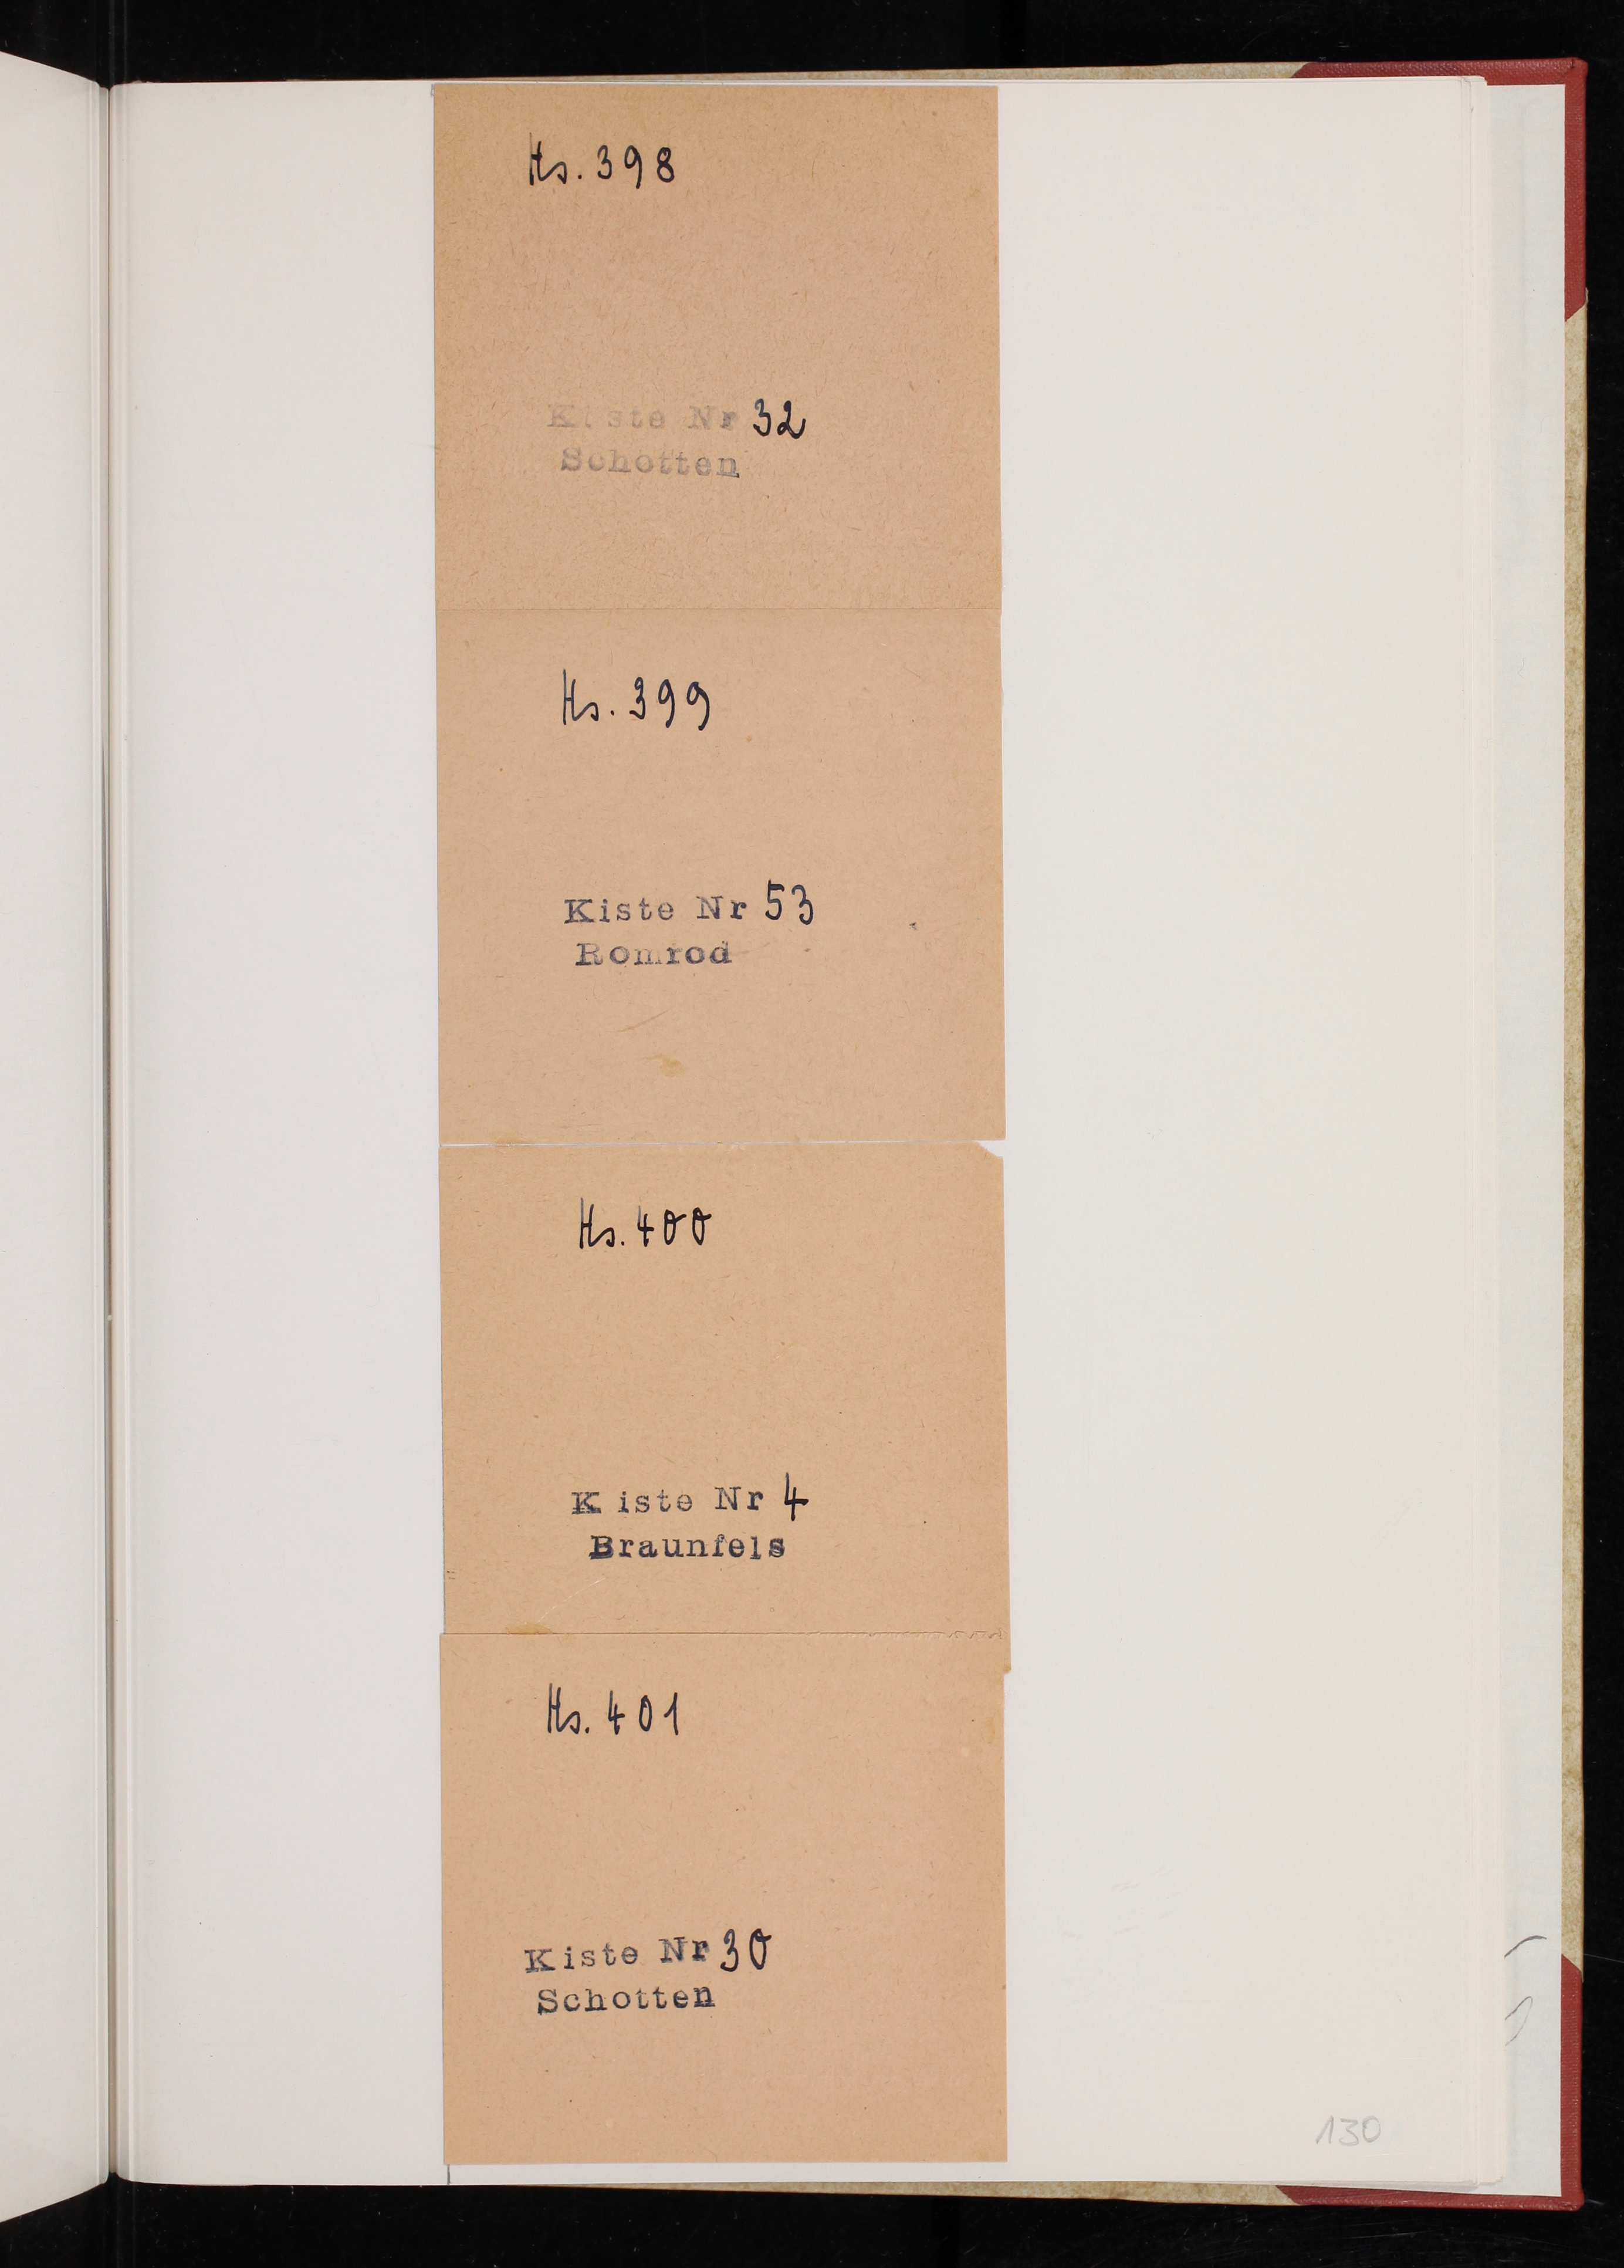 Hs. 398
Kiste Nr 32
Schotten
Hs. 399
Kiste Nr 53
Romrod
Hs. 400
Kiste Nr 4
Braunfels
Hs. 401
Kiste Nr 30
Schotten
130